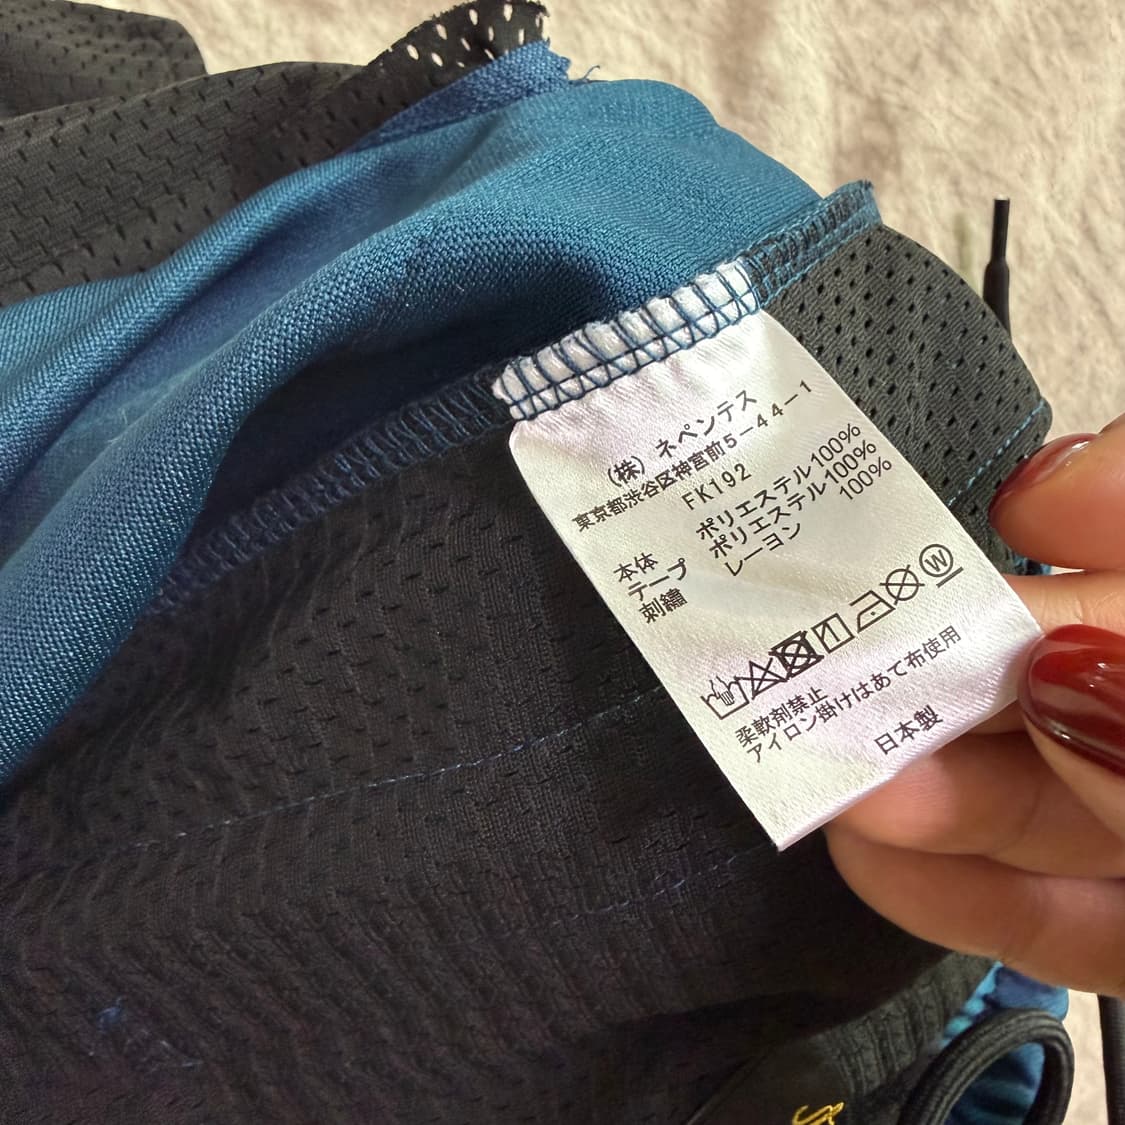 （株）ネペンテス
東京都渋谷区神宮前5－44－1
FK192
本体 ポリエステル100％
テープ ポリエステル100％
刺繡 レーヨン 100％
W
柔軟剤禁止
アイロン掛けはあて布使用
日本製